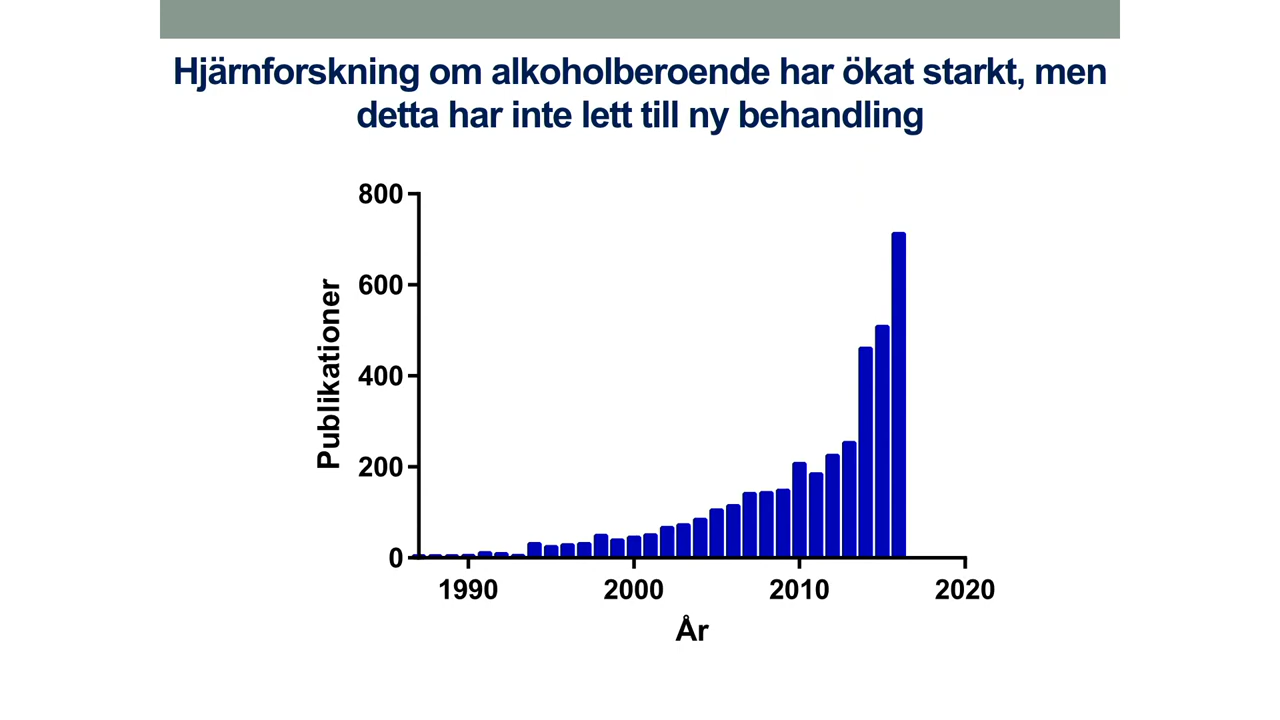 Hjärnforskning om alkoholberoende har ökat starkt, men
detta har inte lett till ny behandling
800
600
400
200
0
Publikationer
1990
2000
2010
2020
År